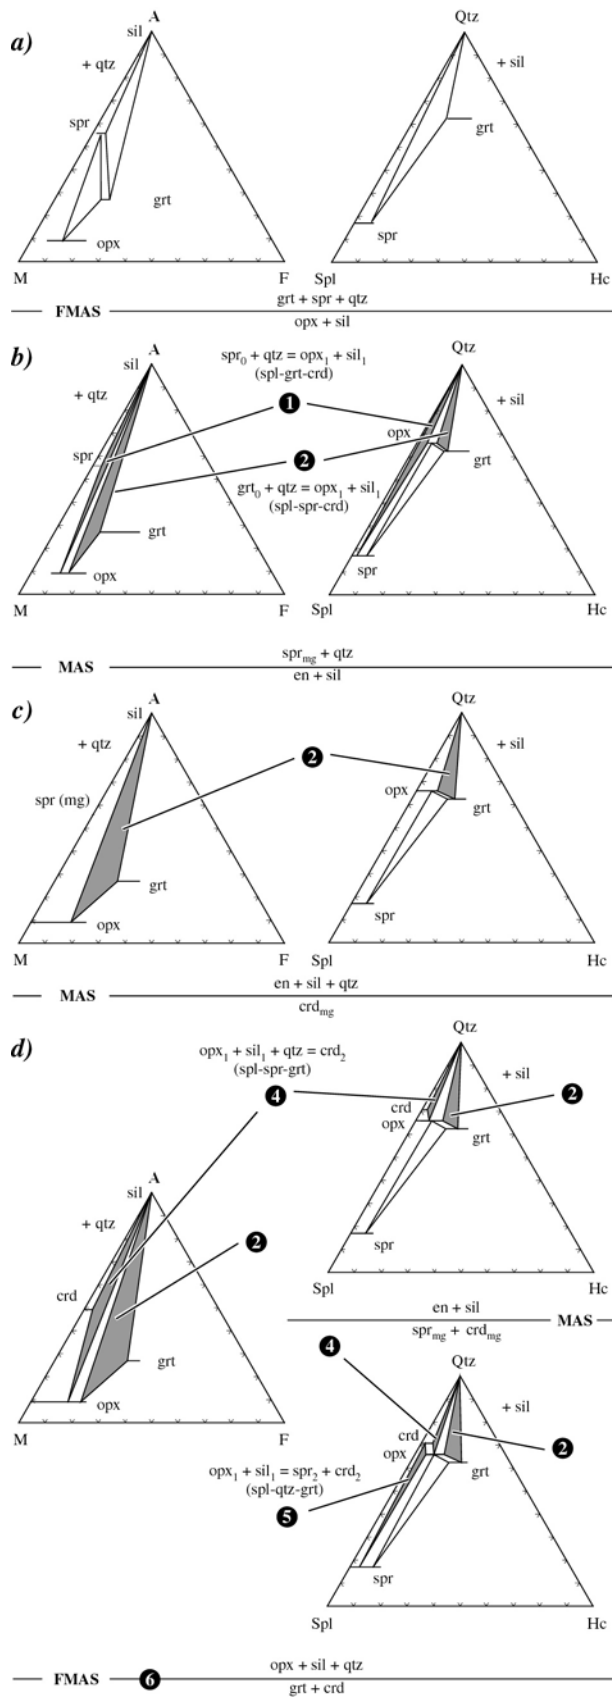 a)
A
sil
+ qtz
spr
grt
opx
M
F
Qtz
+ sil
grt
spr
Spl
Hc
FMAS
grt + spr + qtz
opx + sil
b)
A
sil
+ qtz
spr
grt
opx
M
F
spr0 + qtz = opx1 + sil1
(spl-grt-crd)
1
2
grt0 + qtz = opx1 + sil1
(spl-spr-crd)
Qtz
+ sil
opx
grt
spr
Spl
Hc
MAS
sprmg + qtz
en + sil
c)
A
sil
+ qtz
spr (mg)
grt
opx
M
F
2
Qtz
+ sil
opx
grt
spr
Spl
Hc
MAS
en + sil + qtz
crdmg
d)
opx1 + sil1 + qtz = crd2
(spl-spr-grt)
4
2
Qtz
+ sil
crd
opx
grt
spr
Spl
Hc
2
A
sil
+ qtz
crd
grt
opx
M
F
en + sil
sprmg + crdmg
MAS
4
Qtz
+ sil
crd
opx
2
grt
opx1 + sil1 = spr2 + crd2
(spl-qtz-grt)
5
spr
Spl
Hc
FMAS
6
opx + sil + qtz
grt + crd